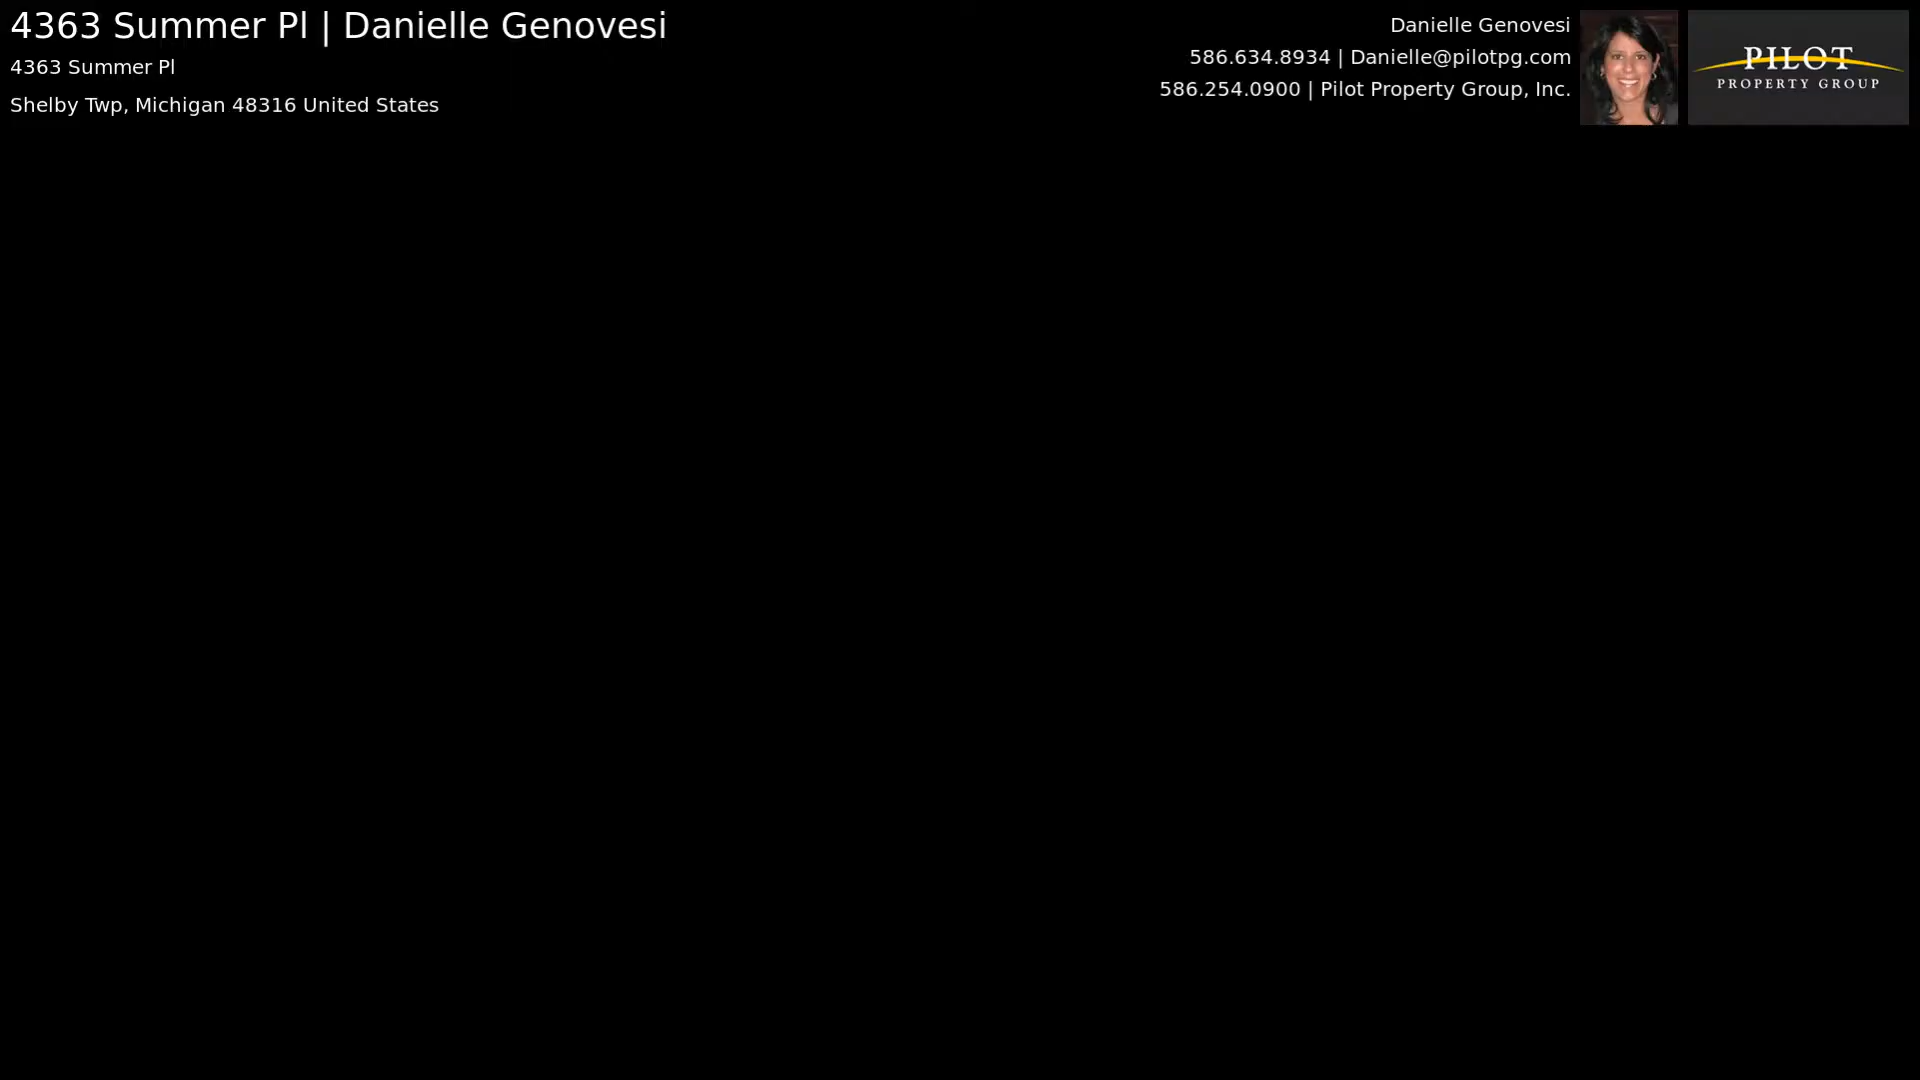 4363 Summer Pl | Danielle Genovesi
4363 Summer Pl
Shelby Twp, Michigan 48316 United States
Danielle Genovesi
586.634.8934 | Danielle@pilotpg.com
586.254.0900 | Pilot Property Group, Inc.
PILOT
PROPERTY GROUP